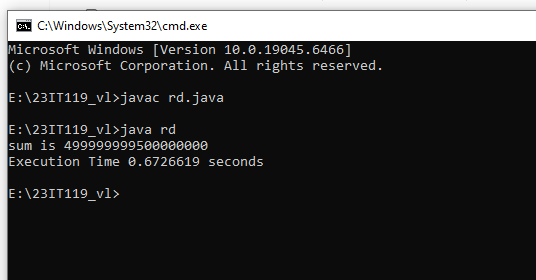 C:\Windows\System32\cmd.exe
Microsoft Windows [Version 10.0.19045.6466]
(c) Microsoft Corporation. All rights reserved.
E:\23IT119_vl>javac rd.java
E:\23IT119_vl>java rd
sum is 499999999500000000
Execution Time 0.6726619 seconds
E:\23IT119_vl>